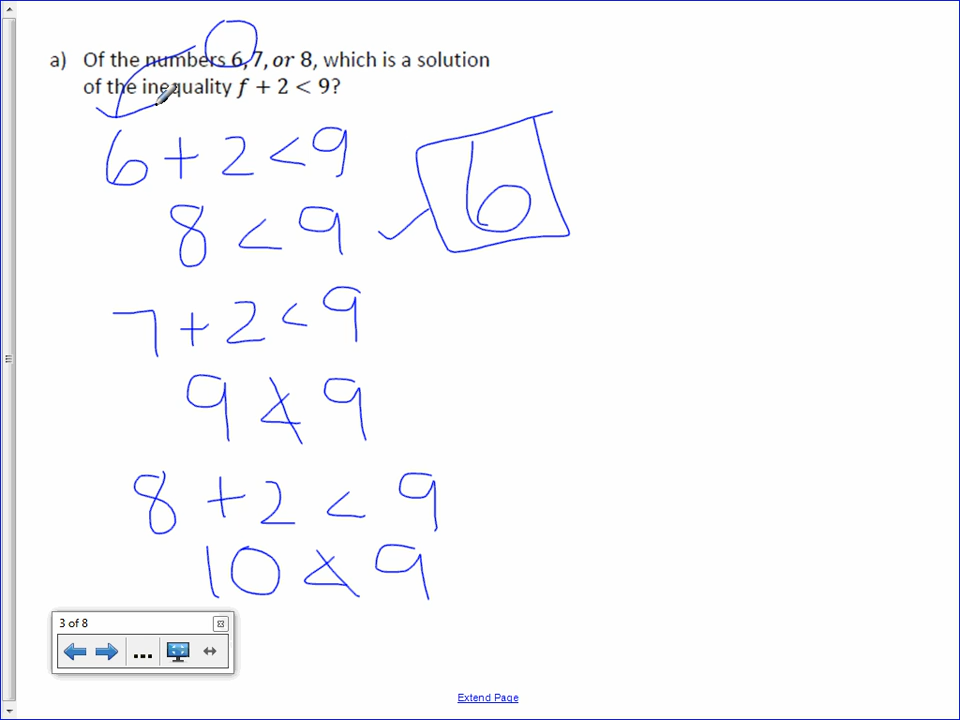 a) Of the numbers 6, 7, or 8, which is a solution
of the inequality f + 2 < 9?
6 + 2 < 9
8 < 9
6
7 + 2 < 9
9 ≮ 9
8 + 2 < 9
10 ≮ 9
3 of 8
...
Extend Page